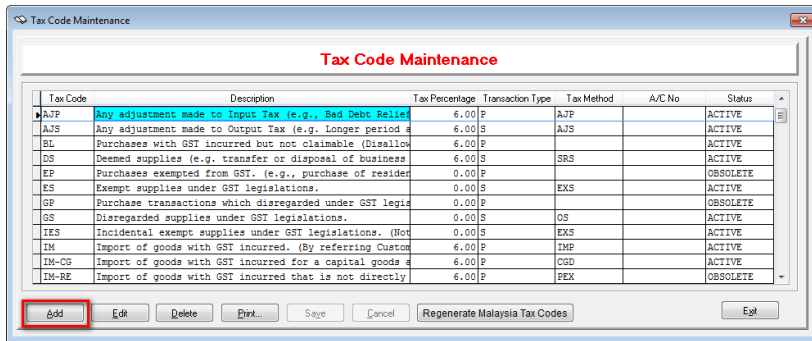 Tax Code Maintenance
Tax Code Maintenance
Tax Code Description Tax Percentage Transaction Type Tax Method A/C No Status
AJP Any adjustment made to Input Tax (e.g., Bad Debt Relief 6.00 P AJP ACTIVE
AJS Any adjustment made to Output Tax (e.g. Longer period a 6.00 S AJS ACTIVE
BL Purchases with GST incurred but not claimable (Disallow 6.00 P ACTIVE
DS Deemed supplies (e.g. transfer or disposal of business 6.00 S SRS ACTIVE
EP Purchases exempted from GST. (e.g., purchase of residen 0.00 P OBSOLETE
ES Exempt supplies under GST legislations. 0.00 S EXS ACTIVE
GP Purchase transactions which disregarded under GST legis 0.00 P OBSOLETE
GS Disregarded supplies under GST legislations. 0.00 S OS ACTIVE
IES Incidental exempt supplies under GST legislations. (Not 0.00 S EXS ACTIVE
IM Import of goods with GST incurred. (By referring Custom 6.00 P IMP ACTIVE
IM-CG Import of goods with GST incurred for a capital goods a 6.00 P CGD ACTIVE
IM-RE Import of goods with GST incurred that is not directly 6.00 P PEX OBSOLETE
Add Edit Delete Print... Save Cancel Regenerate Malaysia Tax Codes Exit